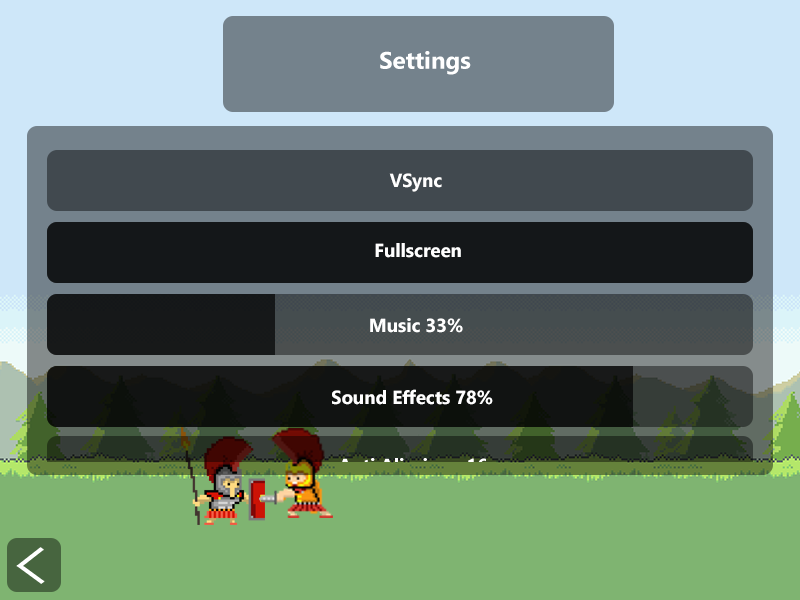 Settings
VSync
Fullscreen
Music 33%
Sound Effects 78%